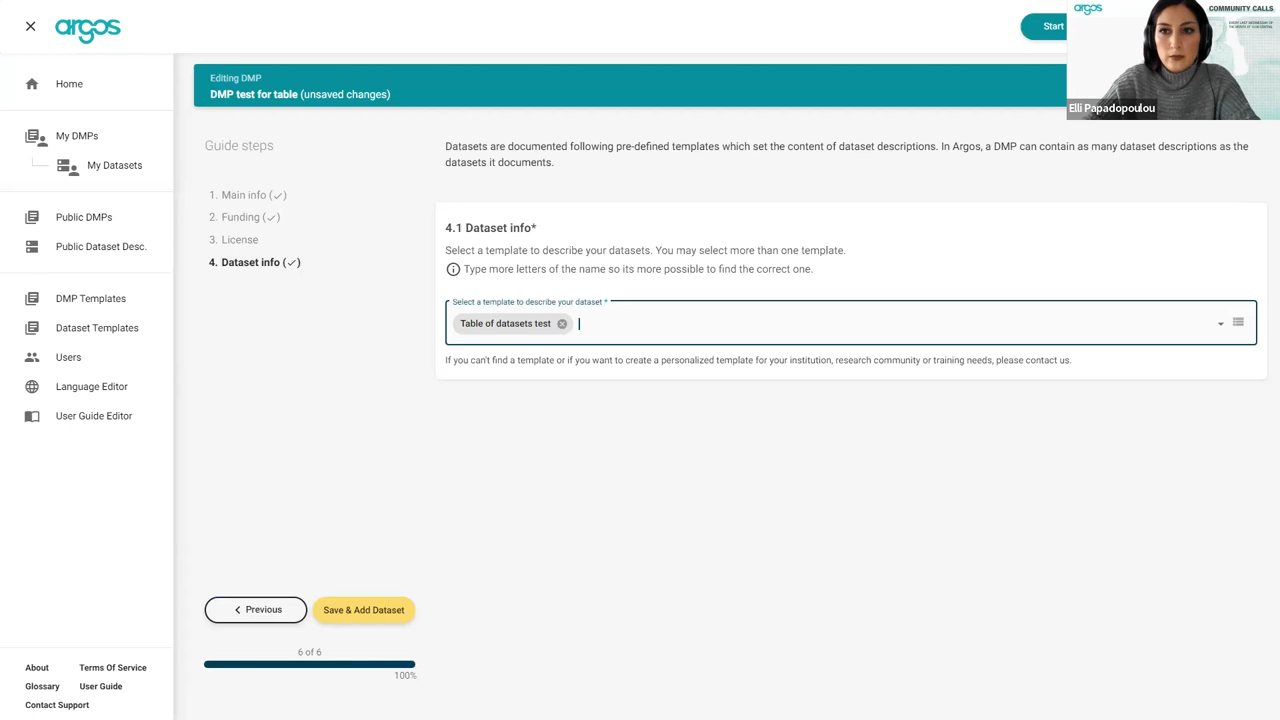 argos
Start
argos
COMMUNITY CALLS
Elli Papadopoulou
Home
My DMPs
My Datasets
Public DMPs
Public Dataset Desc.
DMP Templates
Dataset Templates
Users
Language Editor
User Guide Editor
About
Terms Of Service
Glossary
User Guide
Contact Support
Editing DMP
DMP test for table (unsaved changes)
Guide steps
1. Main info (✓)
2. Funding (✓)
3. License
4. Dataset info (✓)
Previous
Save & Add Dataset
6 of 6
100%
Datasets are documented following pre-defined templates which set the content of dataset descriptions. In Argos, a DMP can contain as many dataset descriptions as the
datasets it documents.
4.1 Dataset info*
Select a template to describe your datasets. You may select more than one template.
Type more letters of the name so its more possible to find the correct one.
Select a template to describe your dataset *
Table of datasets test
If you can't find a template or if you want to create a personalized template for your institution, research community or training needs, please contact us.